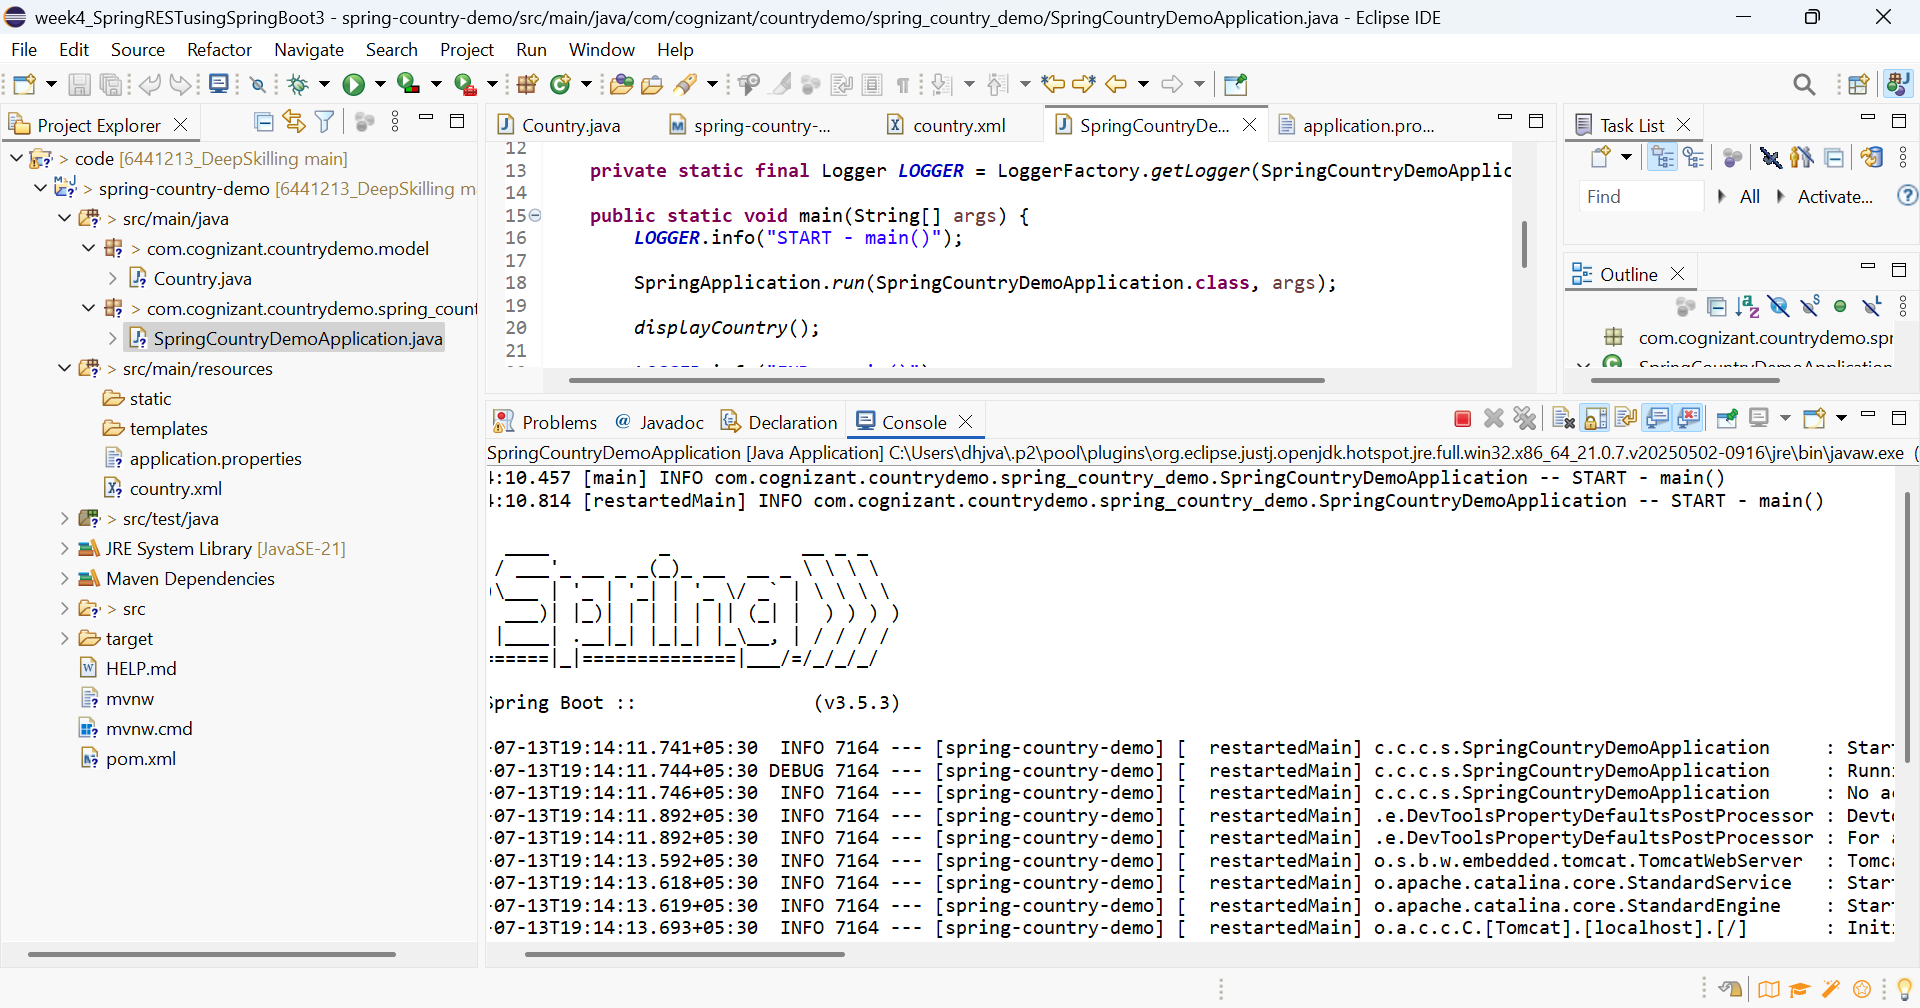 week4_SpringRESTusingSpringBoot3 - spring-country-demo/src/main/java/com/cognizant/countrydemo/spring_country_demo/SpringCountryDemoApplication.java - Eclipse IDE
File Edit Source Refactor Navigate Search Project Run Window Help
Project Explorer
> code [6441213_DeepSkilling main]
> spring-country-demo [6441213_DeepSkilling m
> src/main/java
> com.cognizant.countrydemo.model
Country.java
> com.cognizant.countrydemo.spring_count
SpringCountryDemoApplication.java
> src/main/resources
static
templates
application.properties
country.xml
> src/test/java
JRE System Library [JavaSE-21]
Maven Dependencies
> src
target
HELP.md
mvnw
mvnw.cmd
pom.xml
Country.java spring-country-... country.xml SpringCountryDe... application.pro...
12
13 private static final Logger LOGGER = LoggerFactory.getLogger(SpringCountryDemoApplic
14
15 public static void main(String[] args) {
16 LOGGER.info("START - main()");
17
18 SpringApplication.run(SpringCountryDemoApplication.class, args);
19
20 displayCountry();
21
Task List
Find All Activate...
Outline
com.cognizant.countrydemo.spr
SpringCountryDemoApplication
Problems Javadoc Declaration Console
SpringCountryDemoApplication [Java Application] C:\Users\dhjva\.p2\pool\plugins\org.eclipse.justj.openjdk.hotspot.jre.full.win32.x86_64_21.0.7.v20250502-0916\jre\bin\javaw.exe (
4:10.457 [main] INFO com.cognizant.countrydemo.spring_country_demo.SpringCountryDemoApplication -- START - main()
4:10.814 [restartedMain] INFO com.cognizant.countrydemo.spring_country_demo.SpringCountryDemoApplication -- START - main()
Spring
Spring Boot :: (v3.5.3)
-07-13T19:14:11.741+05:30 INFO 7164 --- [spring-country-demo] [ restartedMain] c.c.c.s.SpringCountryDemoApplication : Star
-07-13T19:14:11.744+05:30 DEBUG 7164 --- [spring-country-demo] [ restartedMain] c.c.c.s.SpringCountryDemoApplication : Runn
-07-13T19:14:11.746+05:30 INFO 7164 --- [spring-country-demo] [ restartedMain] c.c.c.s.SpringCountryDemoApplication : No a
-07-13T19:14:11.892+05:30 INFO 7164 --- [spring-country-demo] [ restartedMain] .e.DevToolsPropertyDefaultsPostProcessor : Devt
-07-13T19:14:11.892+05:30 INFO 7164 --- [spring-country-demo] [ restartedMain] .e.DevToolsPropertyDefaultsPostProcessor : For
-07-13T19:14:13.592+05:30 INFO 7164 --- [spring-country-demo] [ restartedMain] o.s.b.w.embedded.tomcat.TomcatWebServer : Tomc
-07-13T19:14:13.618+05:30 INFO 7164 --- [spring-country-demo] [ restartedMain] o.apache.catalina.core.StandardService : Star
-07-13T19:14:13.619+05:30 INFO 7164 --- [spring-country-demo] [ restartedMain] o.apache.catalina.core.StandardEngine : Star
-07-13T19:14:13.693+05:30 INFO 7164 --- [spring-country-demo] [ restartedMain] o.a.c.c.C.[Tomcat].[localhost].[/] : Init